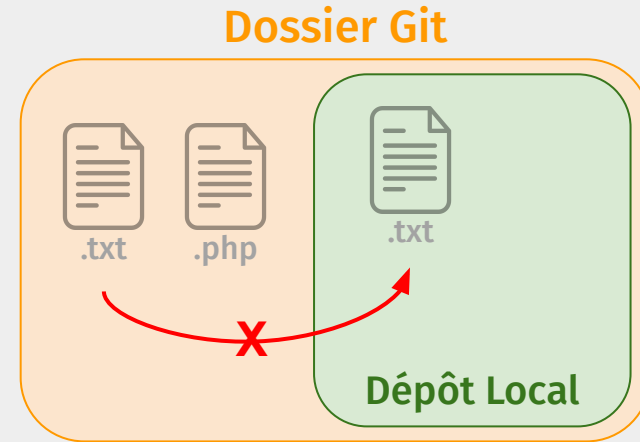 Dossier Git
.txt
.php
.txt
X
Dépôt Local